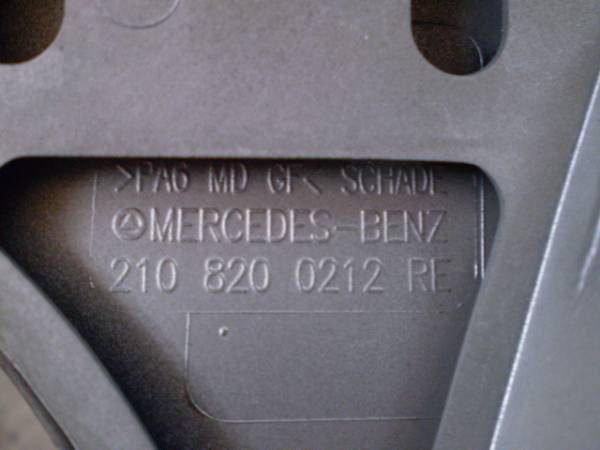 >PA6 MD GF< SCHADE
MERCEDES-BENZ
210 820 0212 RE